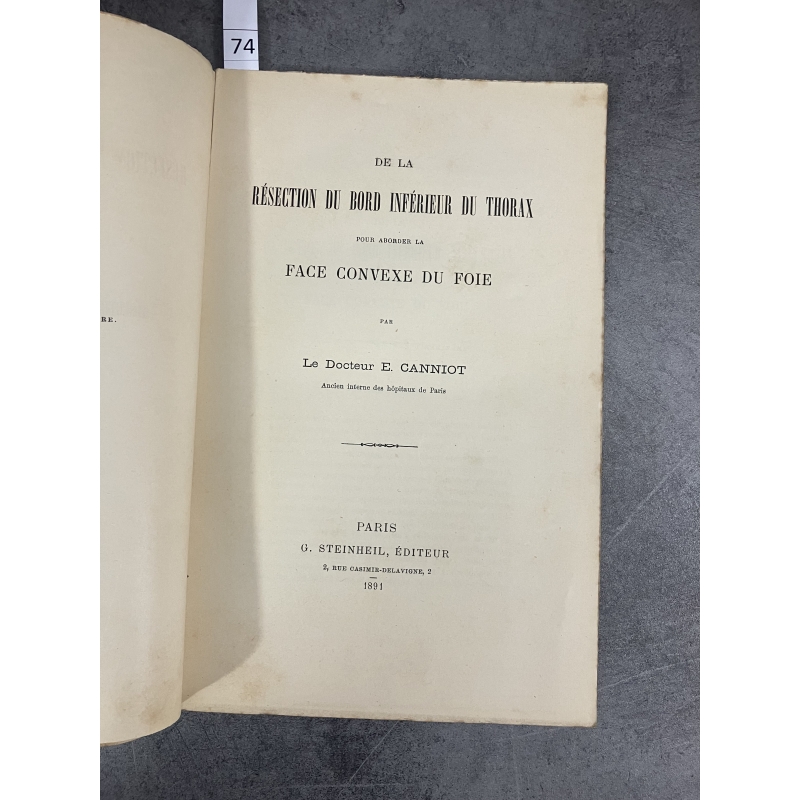 74
RE.
DE LA
RÉSECTION DU BORD INFÉRIEUR DU THORAX
POUR ABORDER LA
FACE CONVEXE DU FOIE
PAR
Le Docteur E. CANNIOT
Ancien interne des hôpitaux de Paris
PARIS
G. STEINHEIL, ÉDITEUR
2, RUE CASIMIR-DELAVIGNE, 2
1891